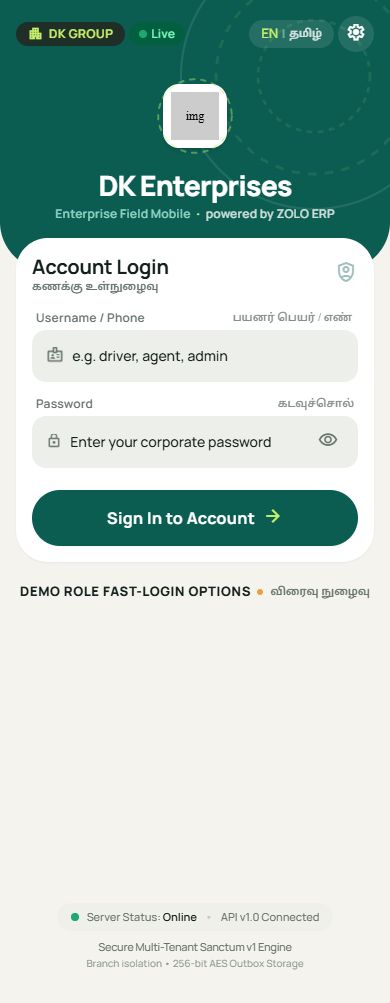 DK GROUP Live EN | தமிழ்
img
DK Enterprises
Enterprise Field Mobile • powered by ZOLO ERP
Account Login
கணக்கு உள்நுழைவு
Username / Phone பயனர் பெயர் / எண்
e.g. driver, agent, admin
Password கடவுச்சொல்
Enter your corporate password
Sign In to Account →
DEMO ROLE FAST-LOGIN OPTIONS • விரைவு நுழைவு
Server Status: Online • API v1.0 Connected
Secure Multi-Tenant Sanctum v1 Engine
Branch isolation • 256-bit AES Outbox Storage